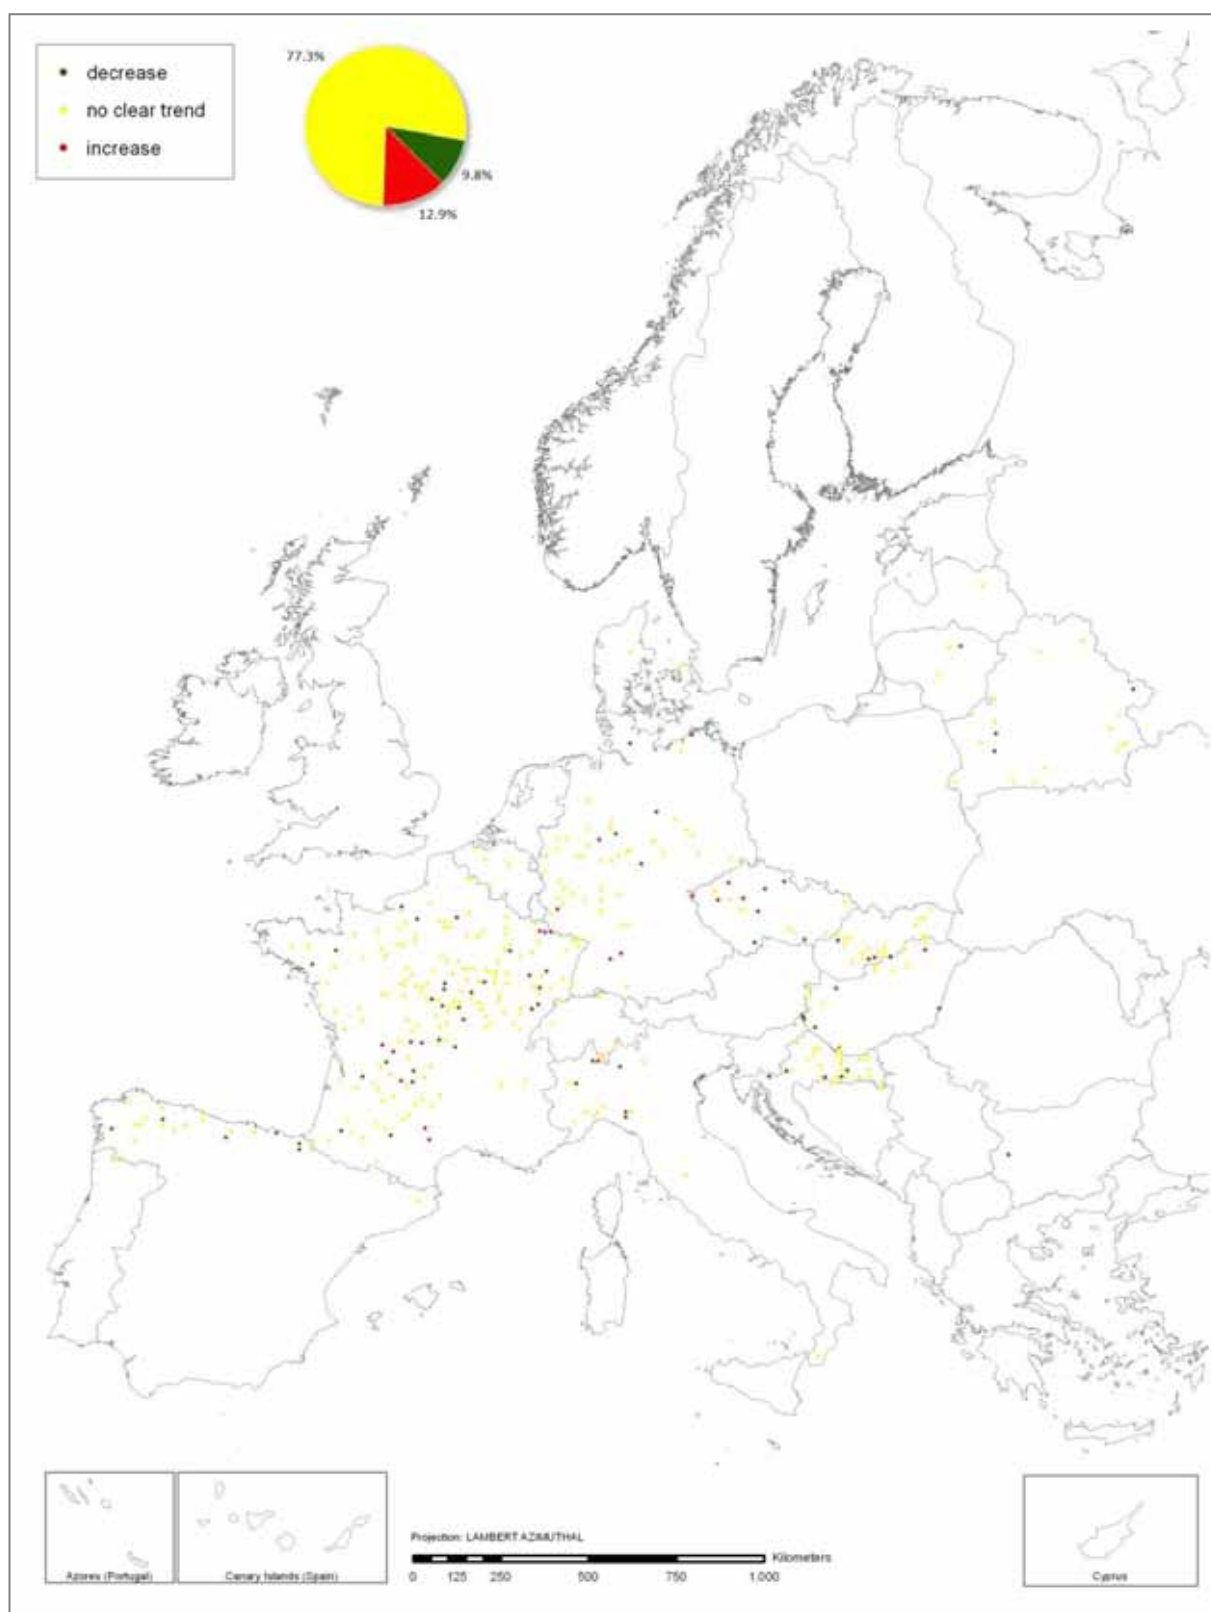 77.3%
decrease
no clear trend
increase
9.8%
12.9%
Projection: LAMBERT AZIMUTHAL
Kilometers
0 125 250 500 750 1.000
Azores (Portugal)
Canary Islands (Spain)
Cyprus